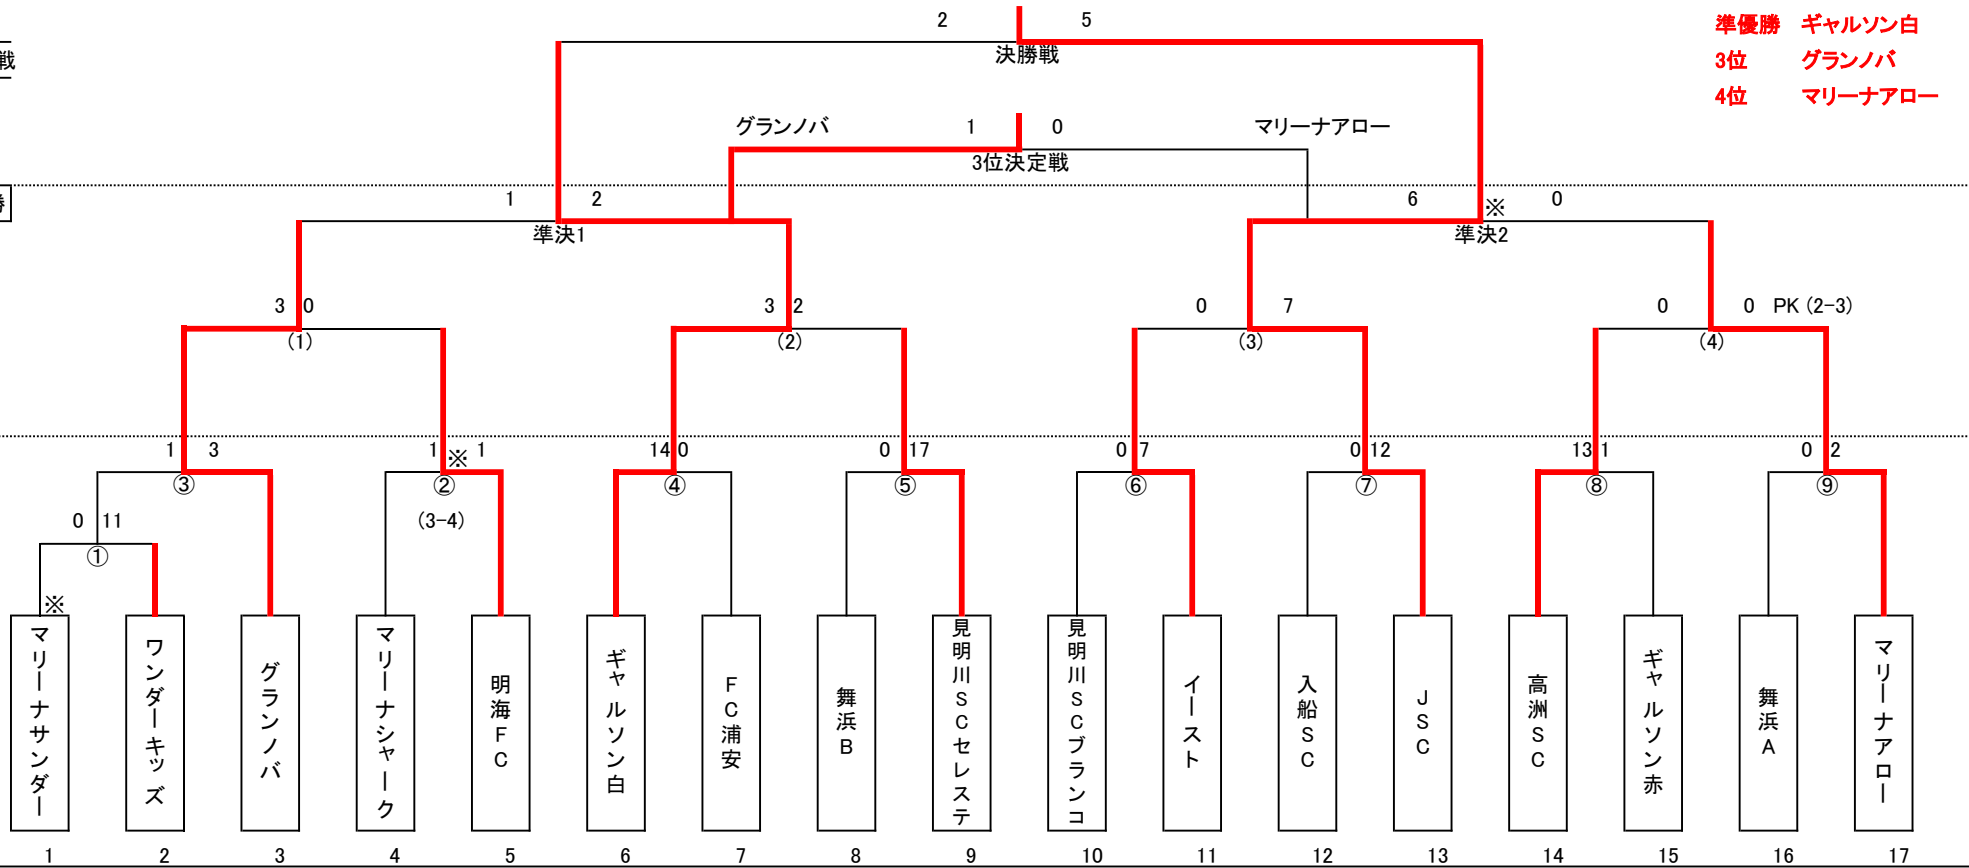 2 5
準優勝 ギャルソン白
戦
決勝戦
3位 グランノバ
4位 マリーナアロー
グランノバ 1 0 マリーナアロー
3位決定戦
勝
1 2 6 ※ 0
準決1 準決2
3 0 3 2 0 7 0 0 PK (2-3)
(1) (2) (3) (4)
1 3 1 ※ 1 14 0 0 17 0 7 0 12 13 1 0 2
③ ② ④ ⑤ ⑥ ⑦ ⑧ ⑨
0 11 (3-4)
①
※
マリーナサンダー
ワンダーキッズ
グランノバ
マリーナシャーク
明海FC
ギャルソン白
FC浦安
舞浜B
見明川SCセレステ
見明川SCブランコ
イースト
入船SC
JSC
高洲SC
ギャルソン赤
舞浜A
マリーナアロー
1 2 3 4 5 6 7 8 9 10 11 12 13 14 15 16 17